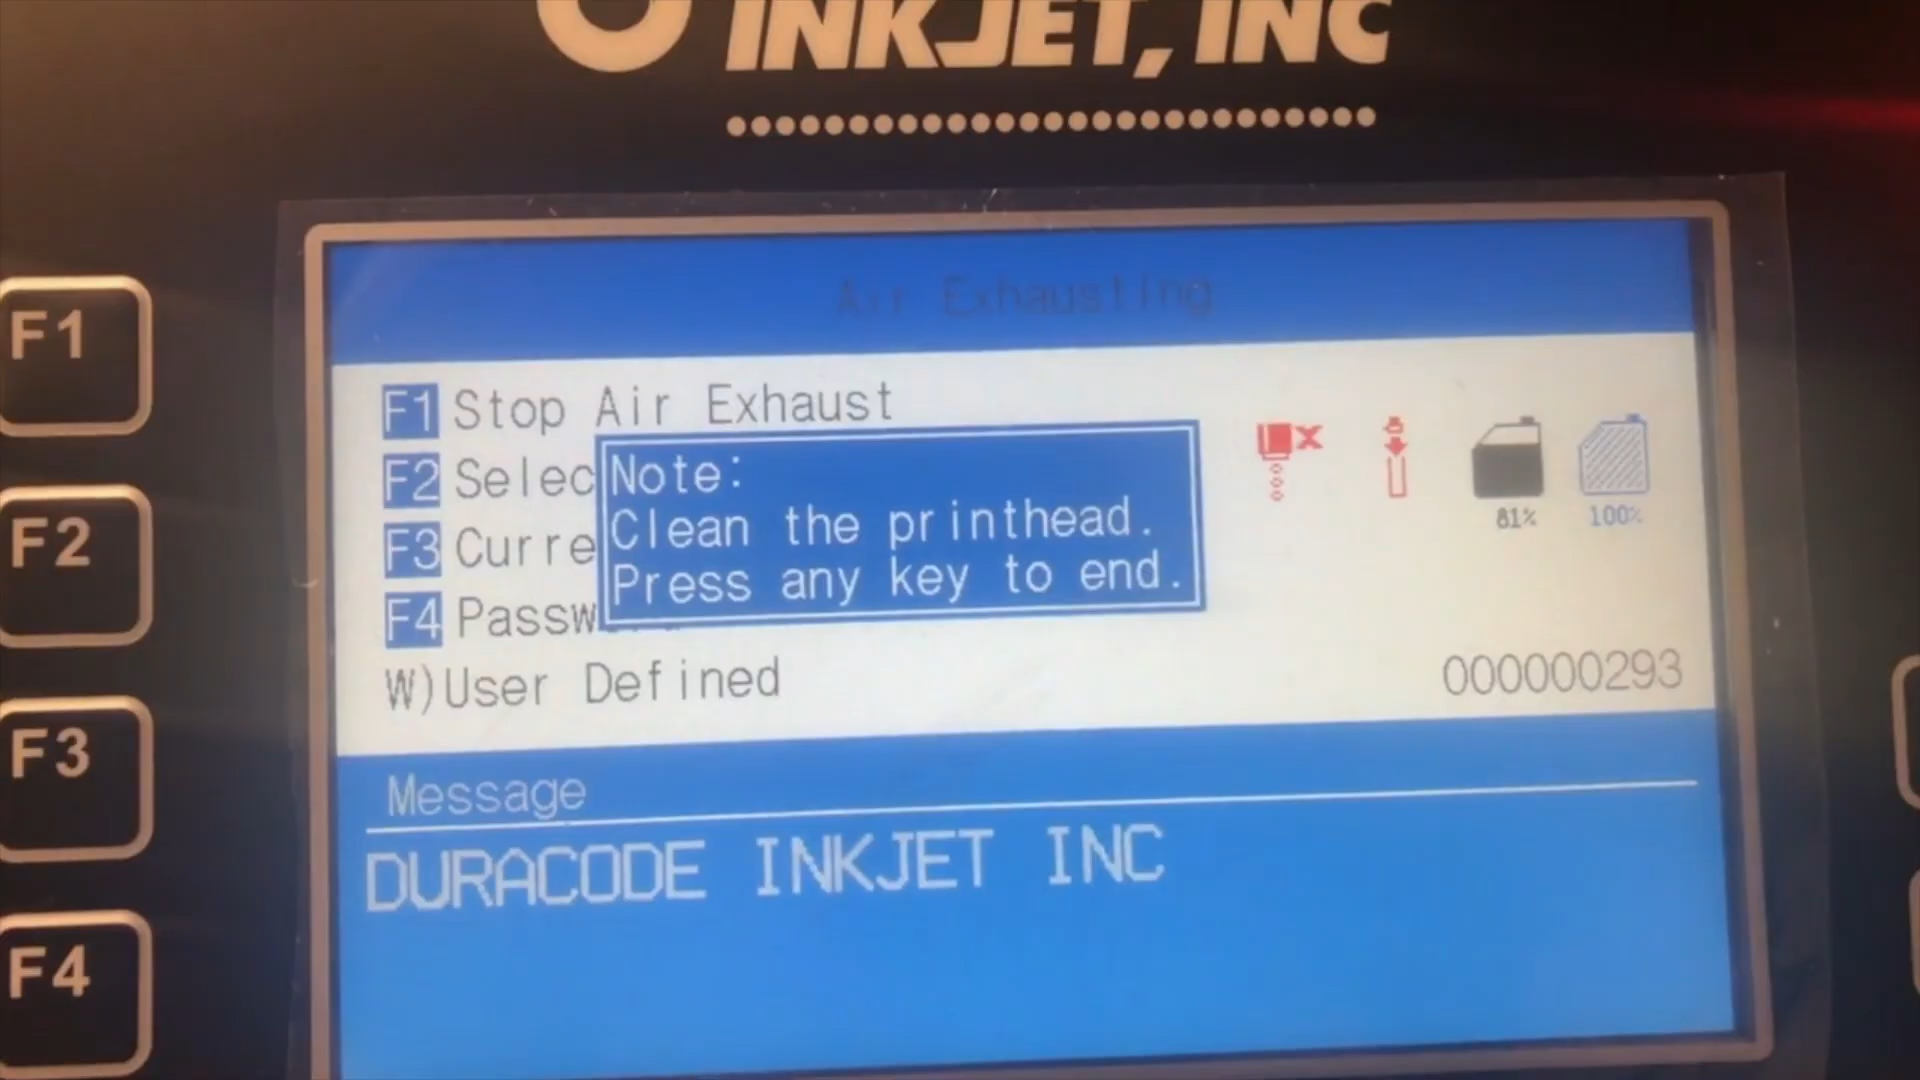 INKJET, INC
Air Exhausting
F1 Stop Air Exhaust
F2 Selec
F3 Curre
F4 Passw
Note:
Clean the printhead.
Press any key to end.
81%
100%
W)User Defined
000000293
Message
DURACODE INKJET INC
F1
F2
F3
F4